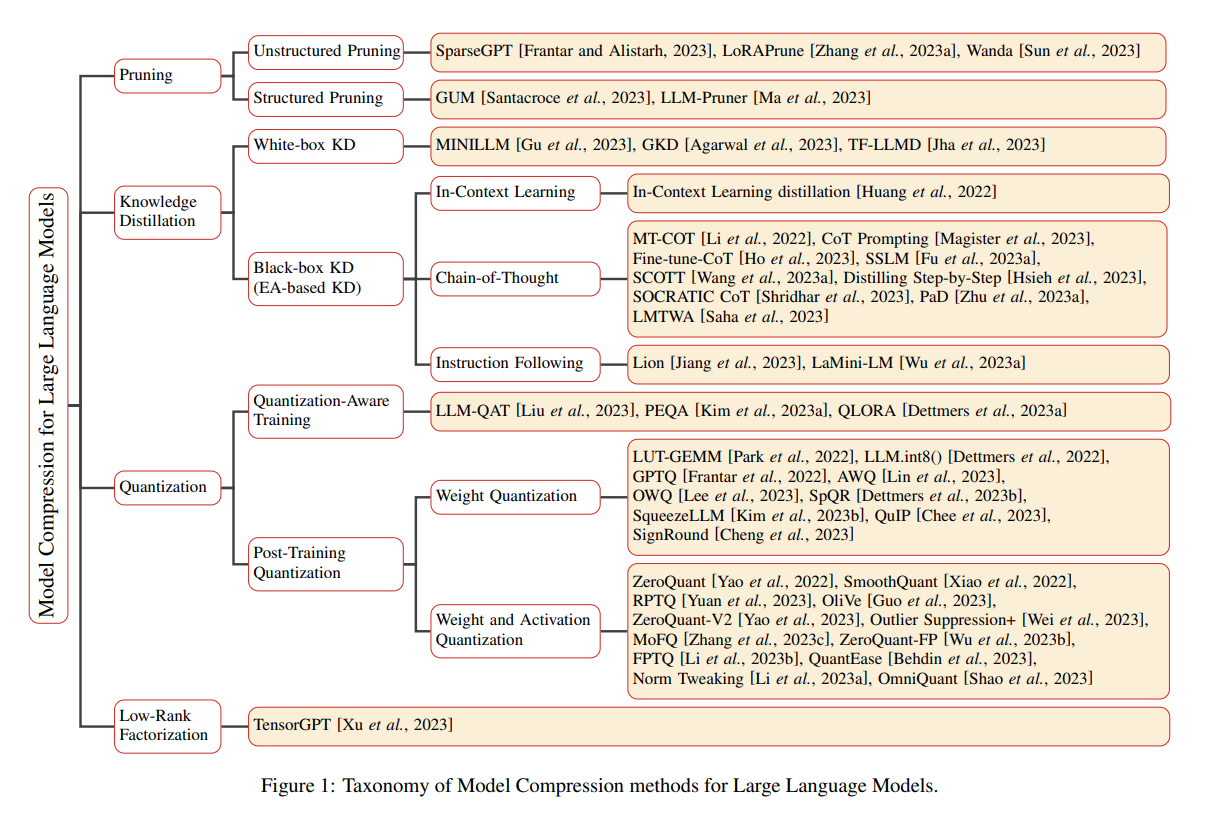 Model Compression for Large Language Models
Pruning
Unstructured Pruning
SparseGPT [Frantar and Alistarh, 2023], LoRAPrune [Zhang et al., 2023a], Wanda [Sun et al., 2023]
Structured Pruning
GUM [Santacroce et al., 2023], LLM-Pruner [Ma et al., 2023]
Knowledge
Distillation
White-box KD
MINILLM [Gu et al., 2023], GKD [Agarwal et al., 2023], TF-LLMD [Jha et al., 2023]
Black-box KD
(EA-based KD)
In-Context Learning
In-Context Learning distillation [Huang et al., 2022]
Chain-of-Thought
MT-COT [Li et al., 2022], CoT Prompting [Magister et al., 2023],
Fine-tune-CoT [Ho et al., 2023], SSLM [Fu et al., 2023a],
SCOTT [Wang et al., 2023a], Distilling Step-by-Step [Hsieh et al., 2023],
SOCRATIC CoT [Shridhar et al., 2023], PaD [Zhu et al., 2023a],
LMTWA [Saha et al., 2023]
Instruction Following
Lion [Jiang et al., 2023], LaMini-LM [Wu et al., 2023a]
Quantization
Quantization-Aware
Training
LLM-QAT [Liu et al., 2023], PEQA [Kim et al., 2023a], QLORA [Dettmers et al., 2023a]
Post-Training
Quantization
Weight Quantization
LUT-GEMM [Park et al., 2022], LLM.int8() [Dettmers et al., 2022],
GPTQ [Frantar et al., 2022], AWQ [Lin et al., 2023],
OWQ [Lee et al., 2023], SpQR [Dettmers et al., 2023b],
SqueezeLLM [Kim et al., 2023b], QuIP [Chee et al., 2023],
SignRound [Cheng et al., 2023]
Weight and Activation
Quantization
ZeroQuant [Yao et al., 2022], SmoothQuant [Xiao et al., 2022],
RPTQ [Yuan et al., 2023], OliVe [Guo et al., 2023],
ZeroQuant-V2 [Yao et al., 2023], Outlier Suppression+ [Wei et al., 2023],
MoFQ [Zhang et al., 2023c], ZeroQuant-FP [Wu et al., 2023b],
FPTQ [Li et al., 2023b], QuantEase [Behdin et al., 2023],
Norm Tweaking [Li et al., 2023a], OmniQuant [Shao et al., 2023]
Low-Rank
Factorization
TensorGPT [Xu et al., 2023]
Figure 1: Taxonomy of Model Compression methods for Large Language Models.